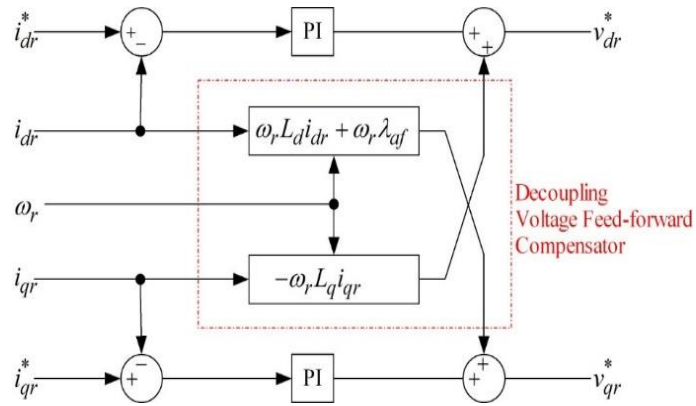 i*dr + − PI + + v*dr
idr ωrLdidr + ωrλaf
ωr
Decoupling
Voltage Feed-forward
Compensator
iqr −ωrLqiqr
i*qr + − PI + + v*qr